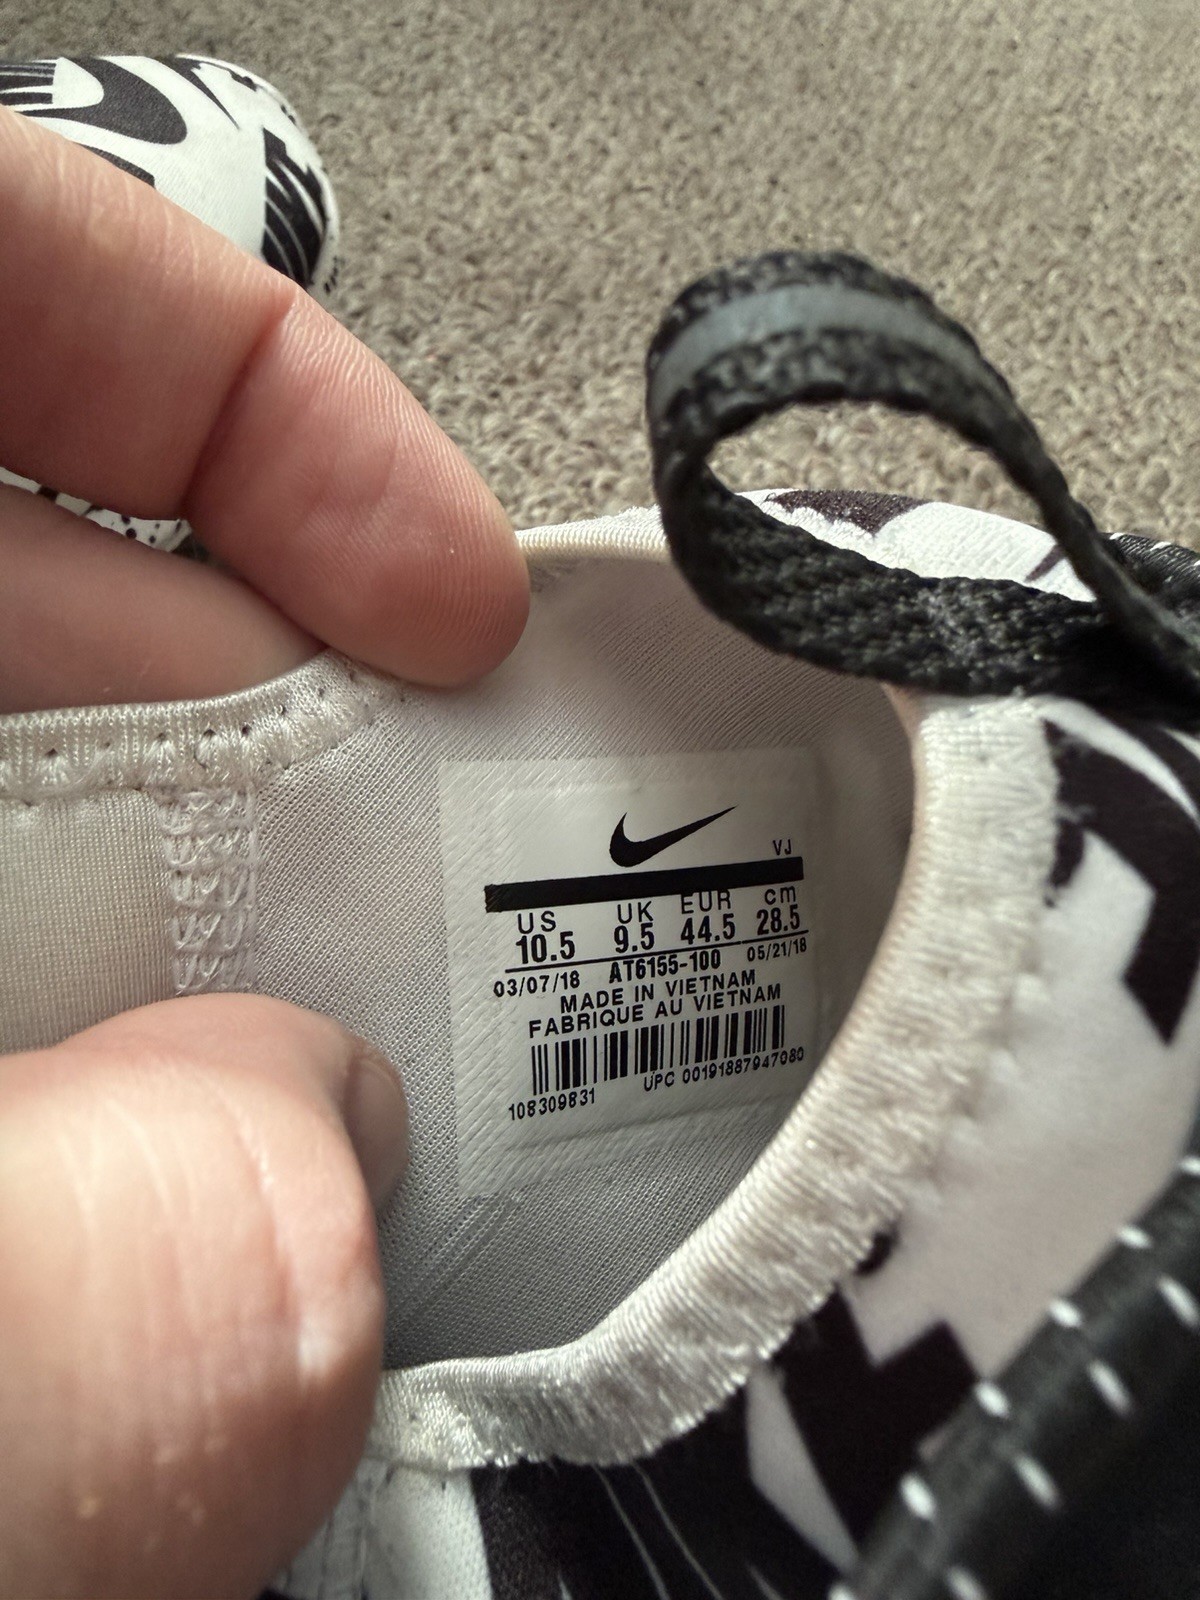 VJ
US UK EUR cm
10.5 9.5 44.5 28.5
03/07/18 AT6155-100 05/21/18
MADE IN VIETNAM
FABRIQUE AU VIETNAM
UPC 00191887947080
108309831